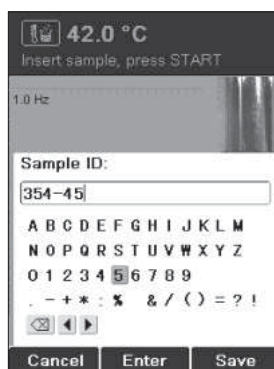 42.0 °C
Insert sample, press START
1.0 Hz
Sample ID:
354-45
A B C D E F G H I J K L M
N O P Q R S T U V W X Y Z
0 1 2 3 4 5 6 7 8 9
. - + * : % & / ( ) = ? !
Cancel Enter Save